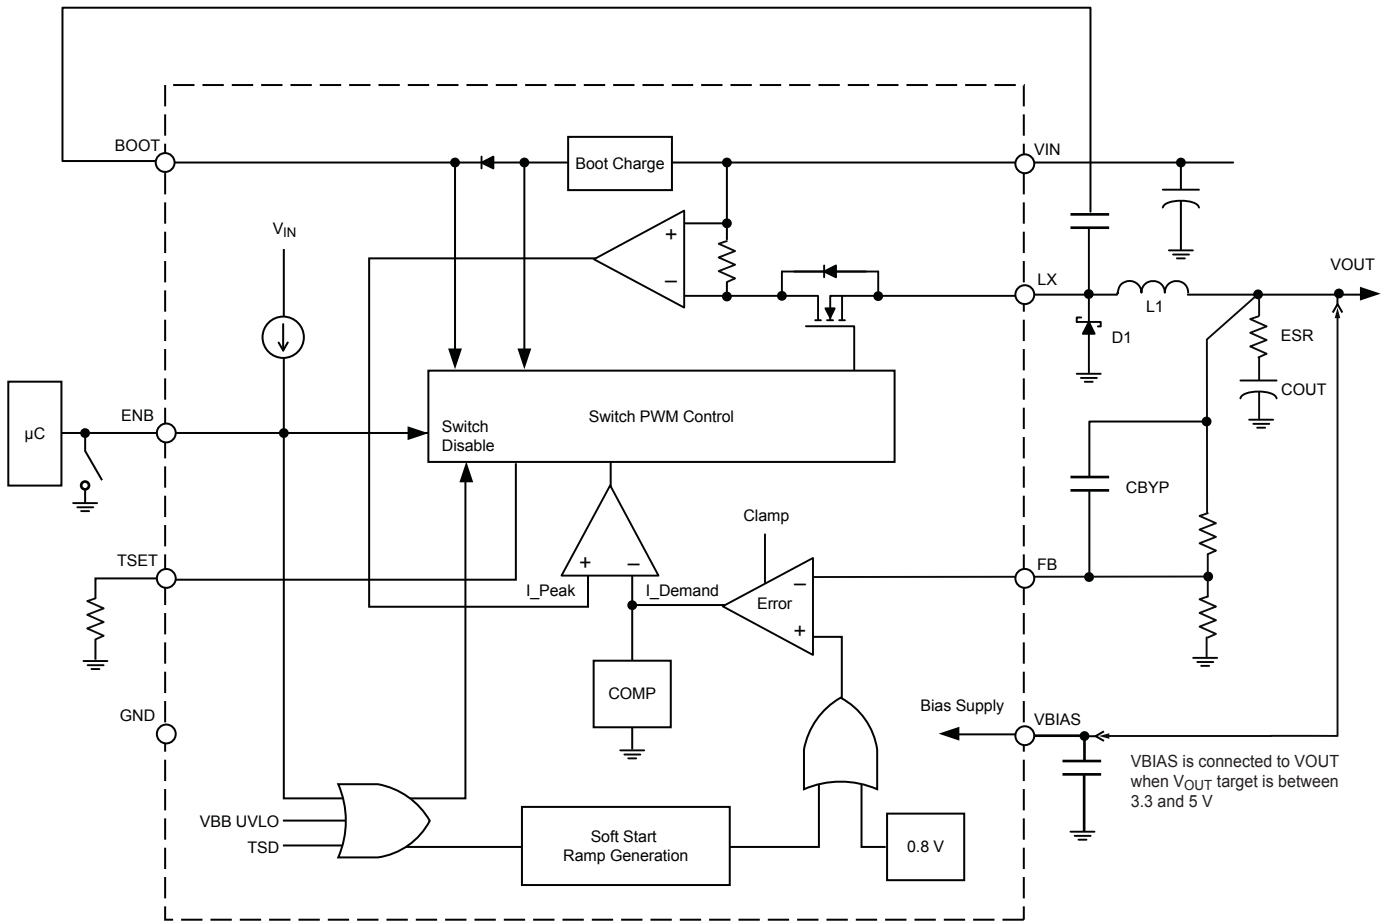 BOOT
Boot Charge
VIN
V_IN
+
−
LX
VOUT
L1
D1
ESR
COUT
µC
ENB
Switch
Disable
Switch PWM Control
CBYP
Clamp
TSET
+
−
I_Peak
I_Demand
−
Error
+
FB
COMP
GND
Bias Supply
VBIAS
VBIAS is connected to VOUT
when V_OUT target is between
3.3 and 5 V
VBB UVLO
TSD
Soft Start
Ramp Generation
0.8 V